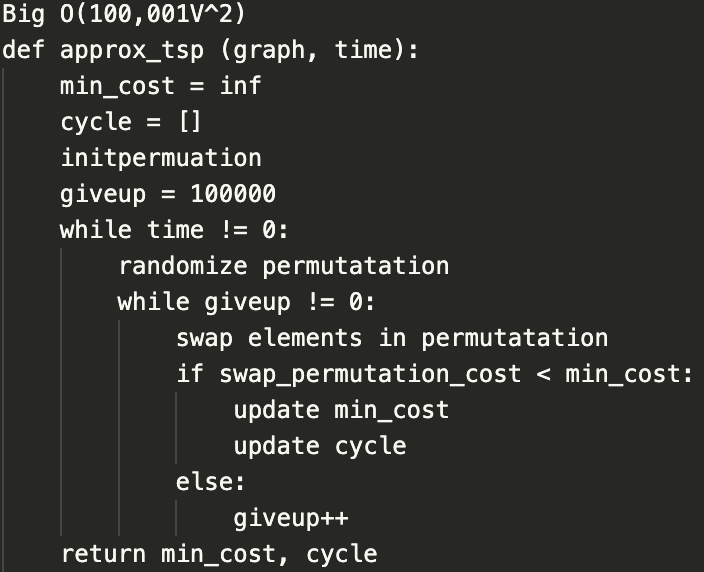 Big O(100,001V^2)
def approx_tsp (graph, time):
    min_cost = inf
    cycle = []
    initpermuation
    giveup = 100000
    while time != 0:
        randomize permutatation
        while giveup != 0:
            swap elements in permutatation
            if swap_permutation_cost < min_cost:
                update min_cost
                update cycle
            else:
                giveup++
    return min_cost, cycle